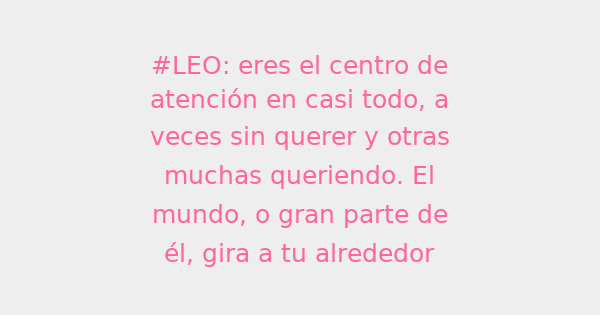 #LEO: eres el centro de
atención en casi todo, a
veces sin querer y otras
muchas queriendo. El
mundo, o gran parte de
él, gira a tu alrededor